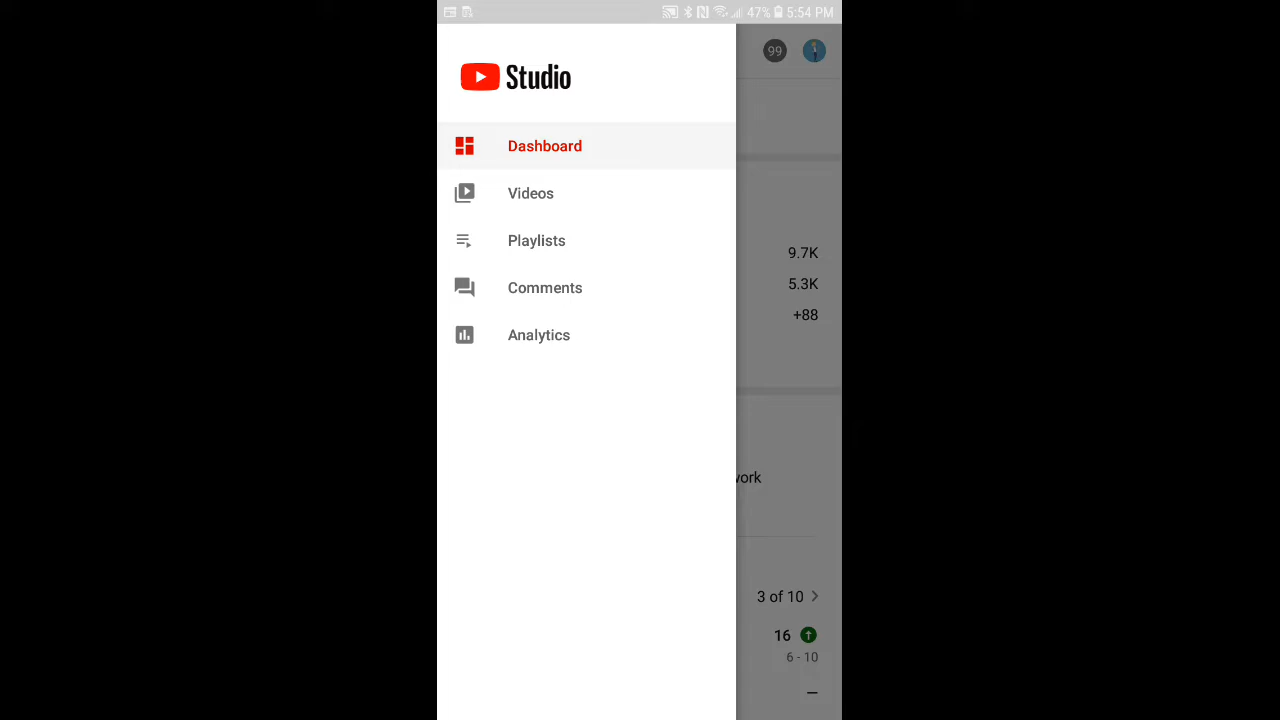 47% 5:54 PM
99
Studio
Dashboard
Videos
Playlists
Comments
Analytics
9.7K
5.3K
+88
work
3 of 10
16
6 - 10
–